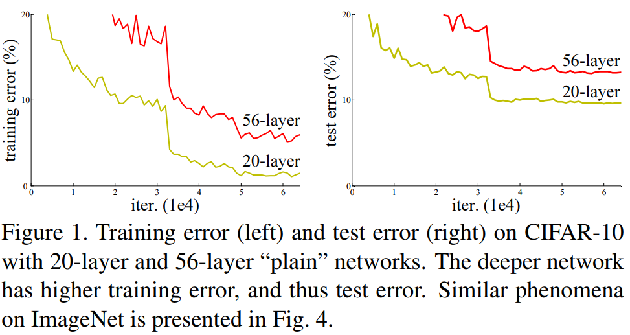 20
10
0
training error (%)
56-layer
20-layer
0 1 2 3 4 5 6
iter. (1e4)
20
10
0
test error (%)
56-layer
20-layer
0 1 2 3 4 5 6
iter. (1e4)
Figure 1. Training error (left) and test error (right) on CIFAR-10
with 20-layer and 56-layer “plain” networks. The deeper network
has higher training error, and thus test error. Similar phenomena
on ImageNet is presented in Fig. 4.